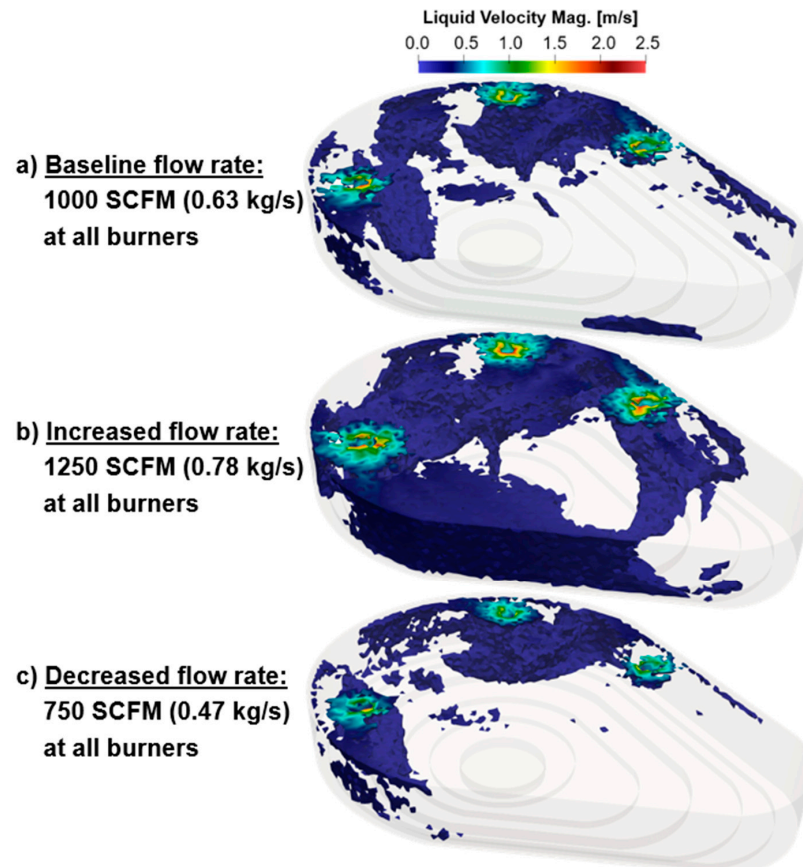 Liquid Velocity Mag. [m/s]
0.0 0.5 1.0 1.5 2.0 2.5
a) Baseline flow rate:
1000 SCFM (0.63 kg/s)
at all burners
b) Increased flow rate:
1250 SCFM (0.78 kg/s)
at all burners
c) Decreased flow rate:
750 SCFM (0.47 kg/s)
at all burners